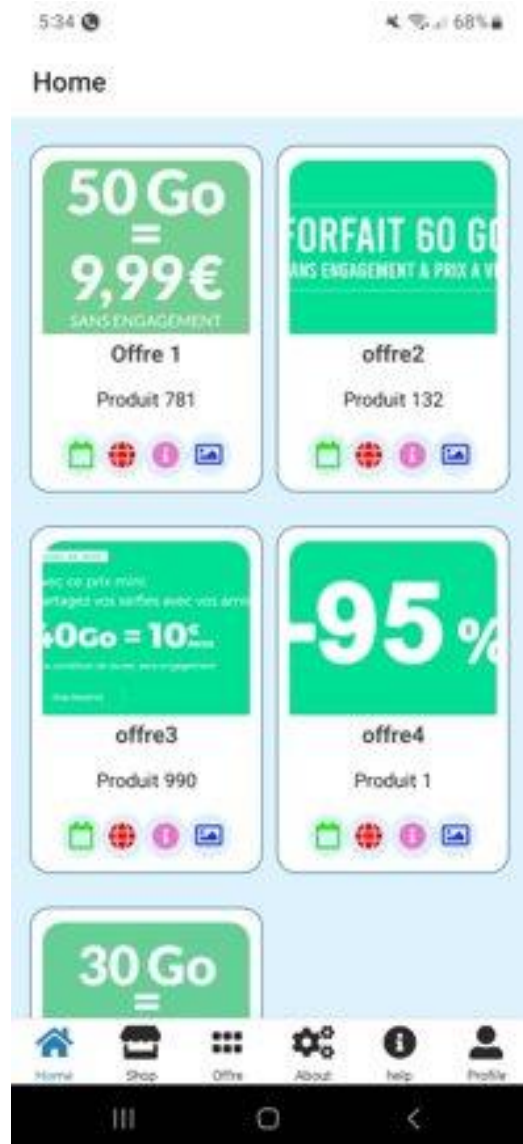 5:34
68%
Home
50 Go
=
9,99€
SANS ENGAGEMENT
Offre 1
Produit 781
FORFAIT 60 G
ANS ENGAGEMENT & PRIX A V
offre2
Produit 132
vec ce prix mini
artagez vos selfies avec vos ami
40Go = 10€
offre3
Produit 990
-95%
offre4
Produit 1
30 Go
=
Home Shop Offre About help Profile